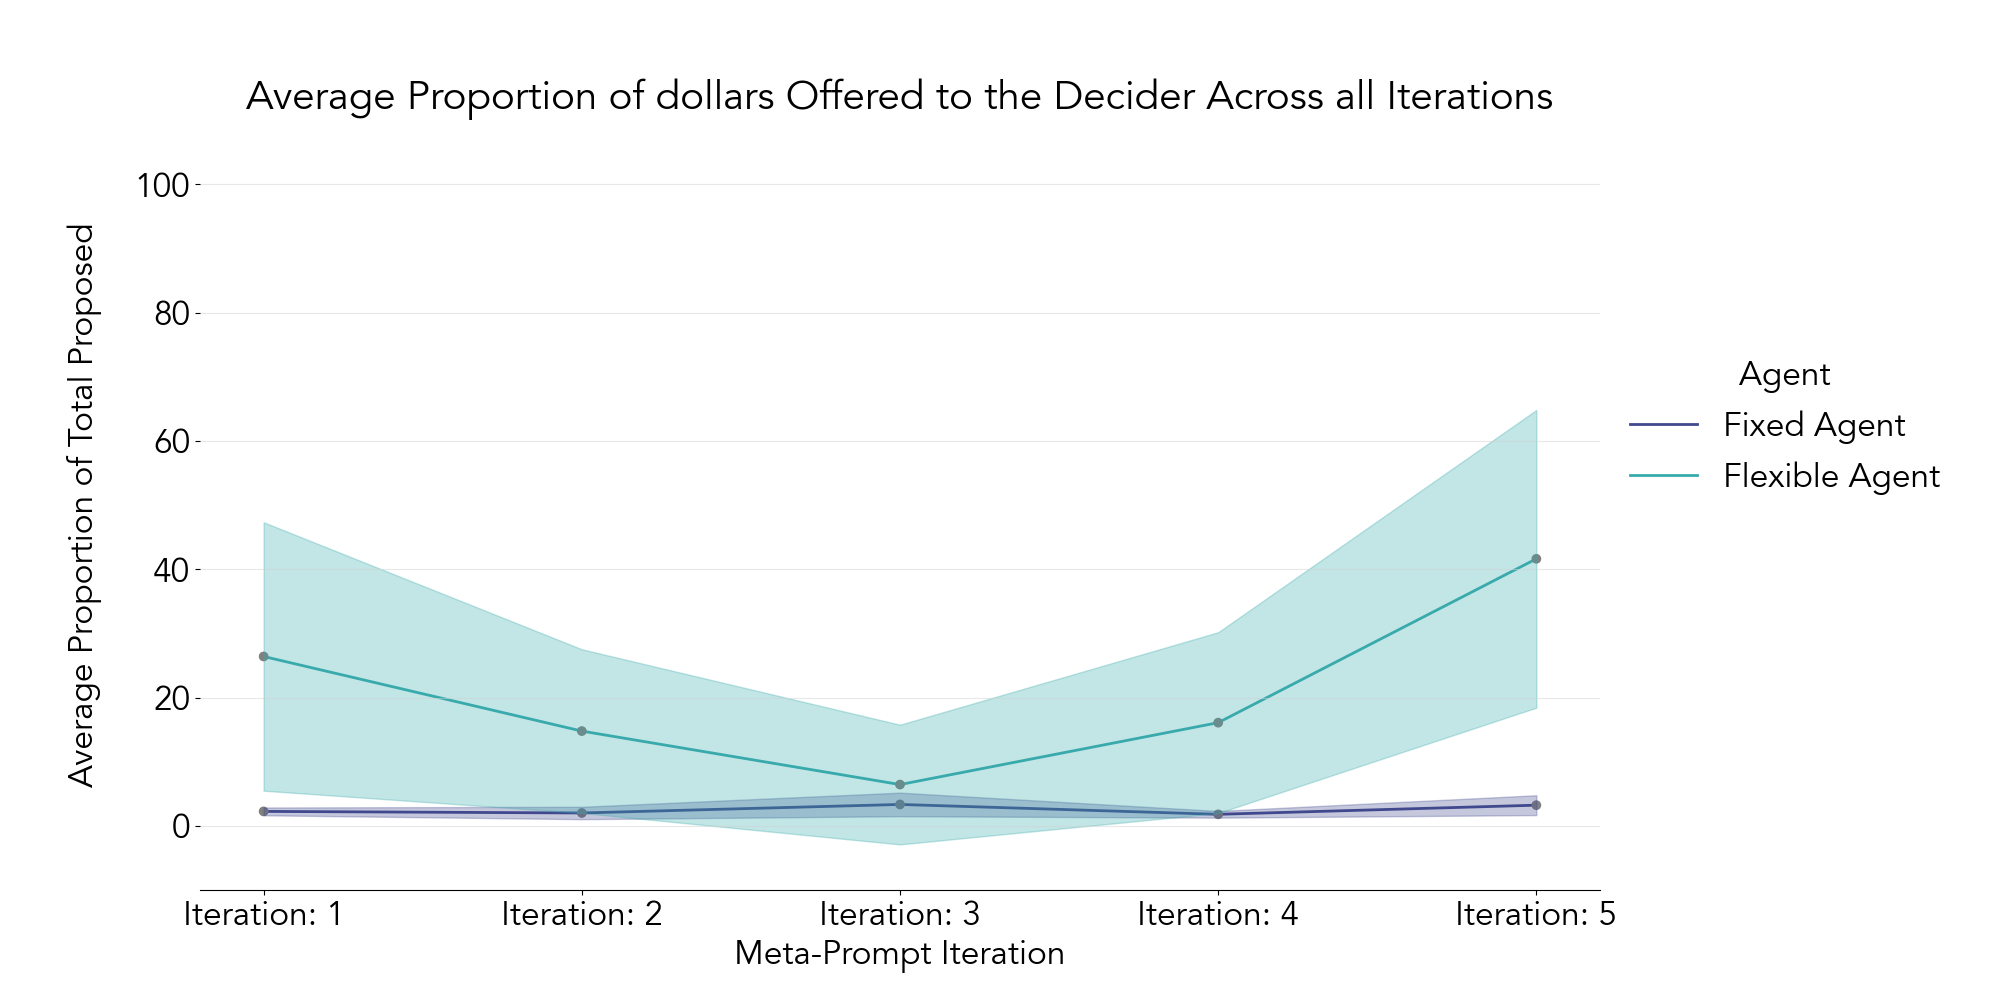 Average Proportion of dollars Offered to the Decider Across all Iterations
Average Proportion of Total Proposed
100
80
60
40
20
0
Iteration: 1
Iteration: 2
Iteration: 3
Iteration: 4
Iteration: 5
Meta-Prompt Iteration
Agent
Fixed Agent
Flexible Agent